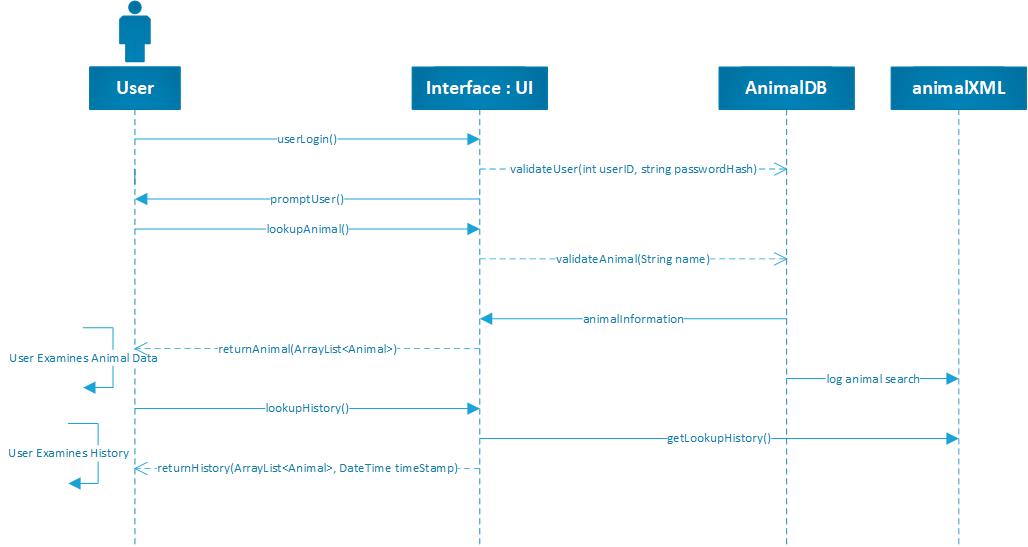 User
Interface : UI
AnimalDB
animalXML
userLogin()
validateUser(int userID, string passwordHash)
promptUser()
lookupAnimal()
validateAnimal(String name)
animalInformation
returnAnimal(ArrayList<Animal>)
User Examines Animal Data
log animal search
lookupHistory()
getLookupHistory()
User Examines History
returnHistory(ArrayList<Animal>, DateTime timeStamp)